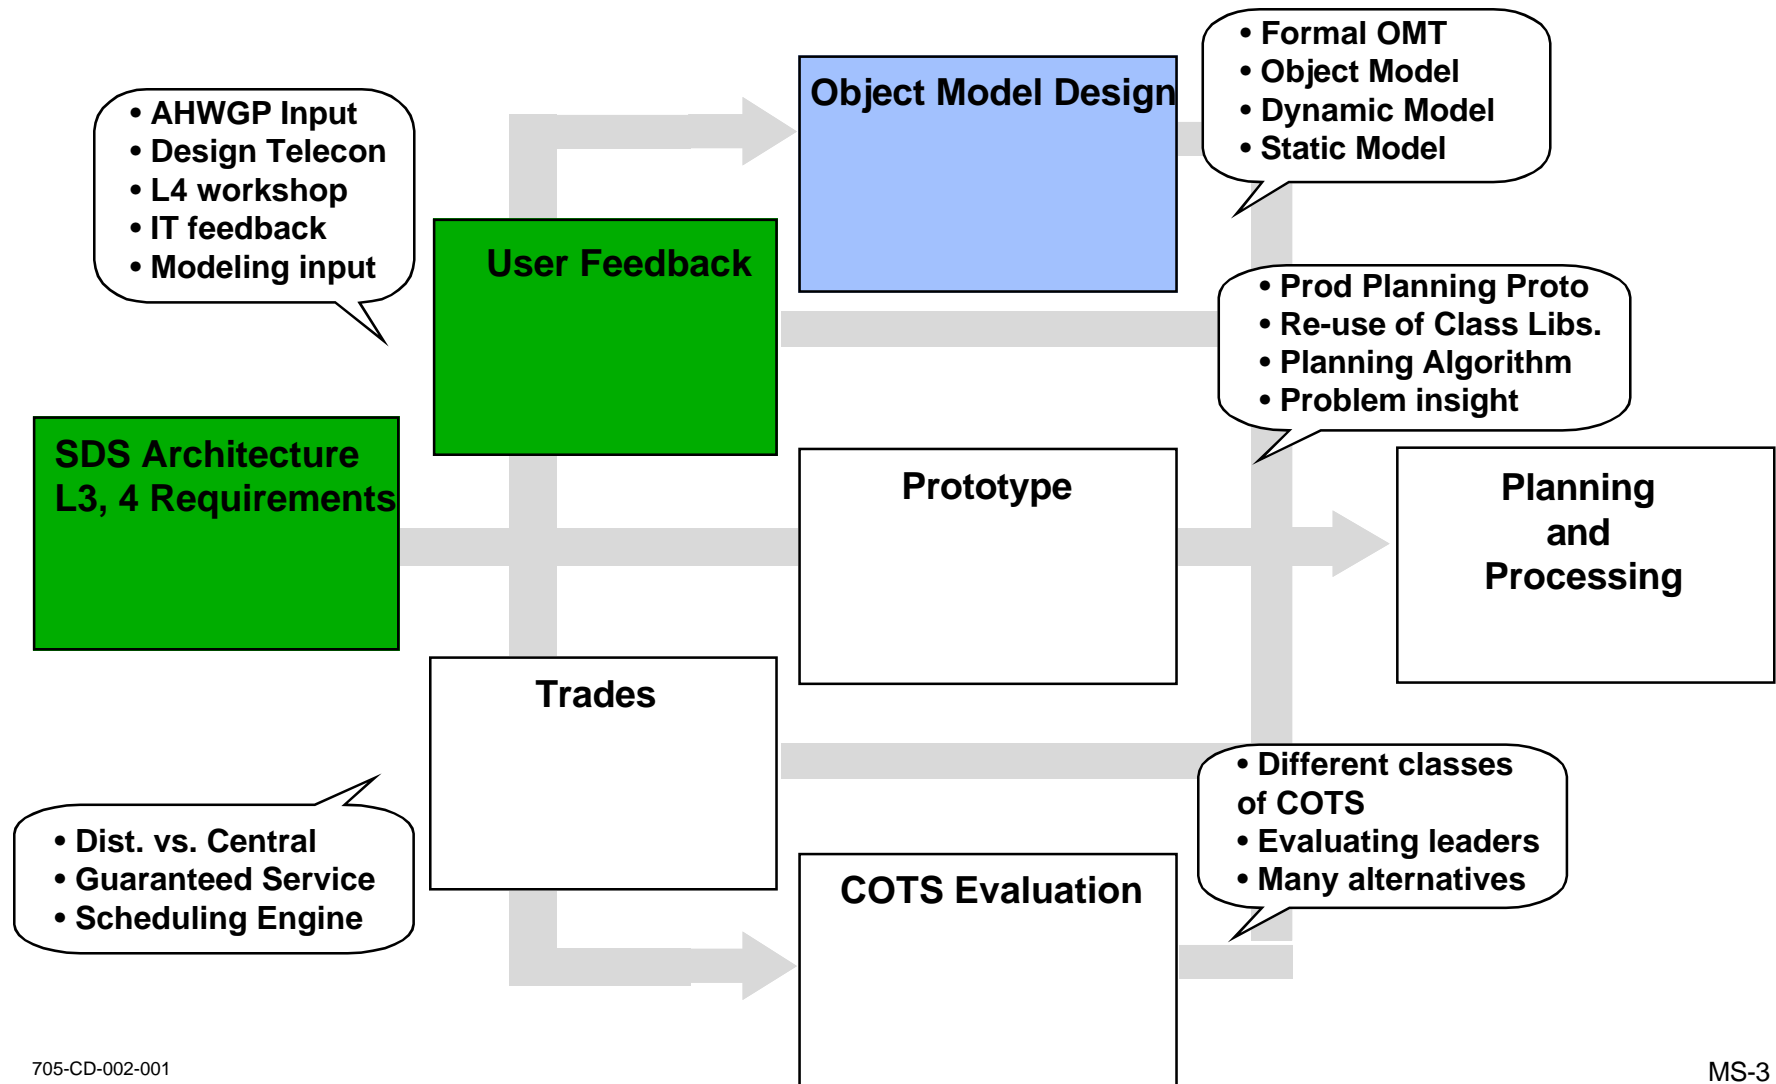 • AHWGP Input
• Design Telecon
• L4 workshop
• IT feedback
• Modeling input
Object Model Design
• Formal OMT
• Object Model
• Dynamic Model
• Static Model
User Feedback
• Prod Planning Proto
• Re-use of Class Libs.
• Planning Algorithm
• Problem insight
SDS Architecture
L3, 4 Requirements
Prototype
Planning
and
Processing
Trades
• Dist. vs. Central
• Guaranteed Service
• Scheduling Engine
• Different classes
of COTS
• Evaluating leaders
• Many alternatives
COTS Evaluation
705-CD-002-001
MS-3